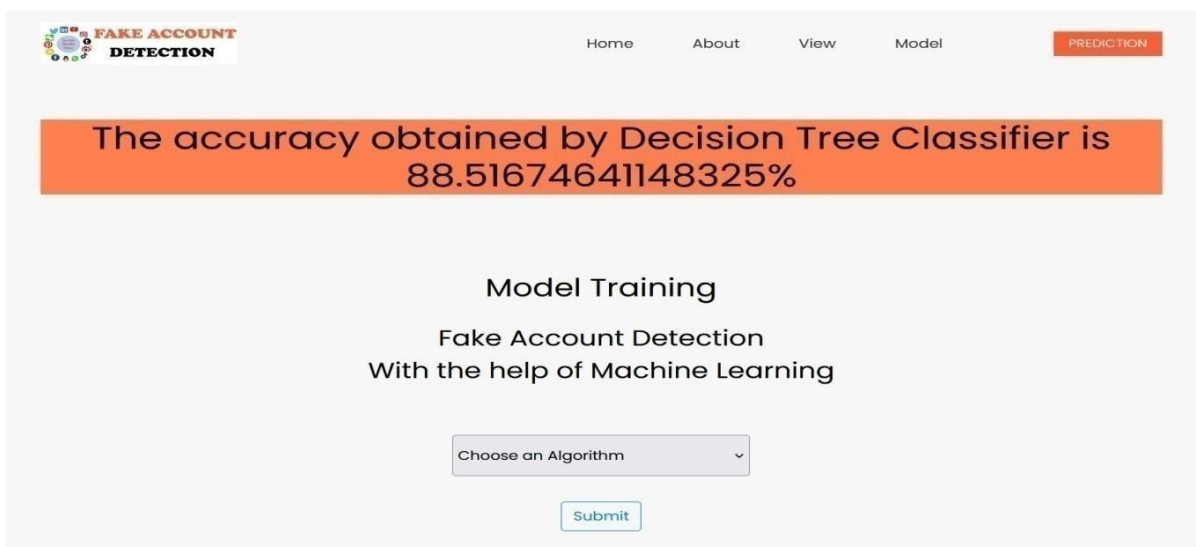 FAKE ACCOUNT
DETECTION
Home About View Model PREDICTION
The accuracy obtained by Decision Tree Classifier is
88.51674641148325%
Model Training
Fake Account Detection
With the help of Machine Learning
Choose an Algorithm
Submit